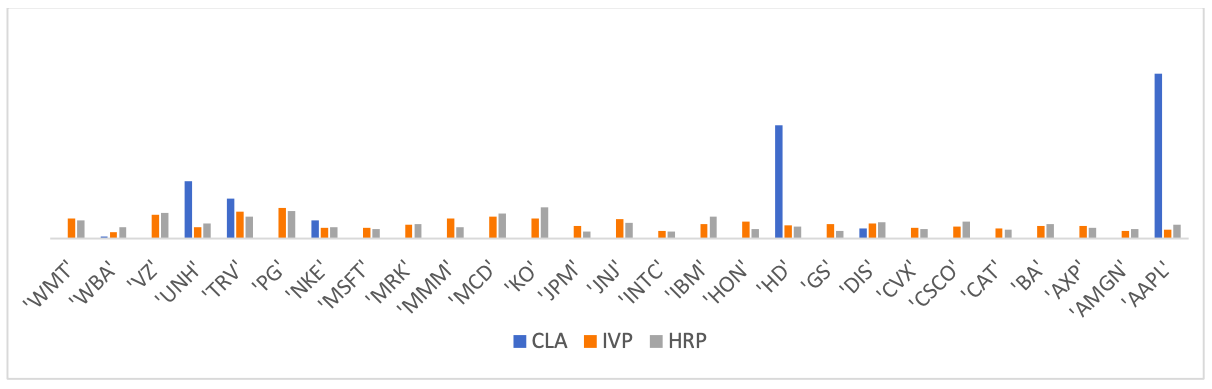 'WMT' 'WBA' 'VZ' 'UNH' 'TRV' 'PG' 'NKE' 'MSFT' 'MRK' 'MMM' 'MCD' 'KO' 'JPM' 'JNJ' 'INTC' 'IBM' 'HON' 'HD' 'GS' 'DIS' 'CVX' 'CSCO' 'CAT' 'BA' 'AXP' 'AMGN' 'AAPL'
CLA IVP HRP